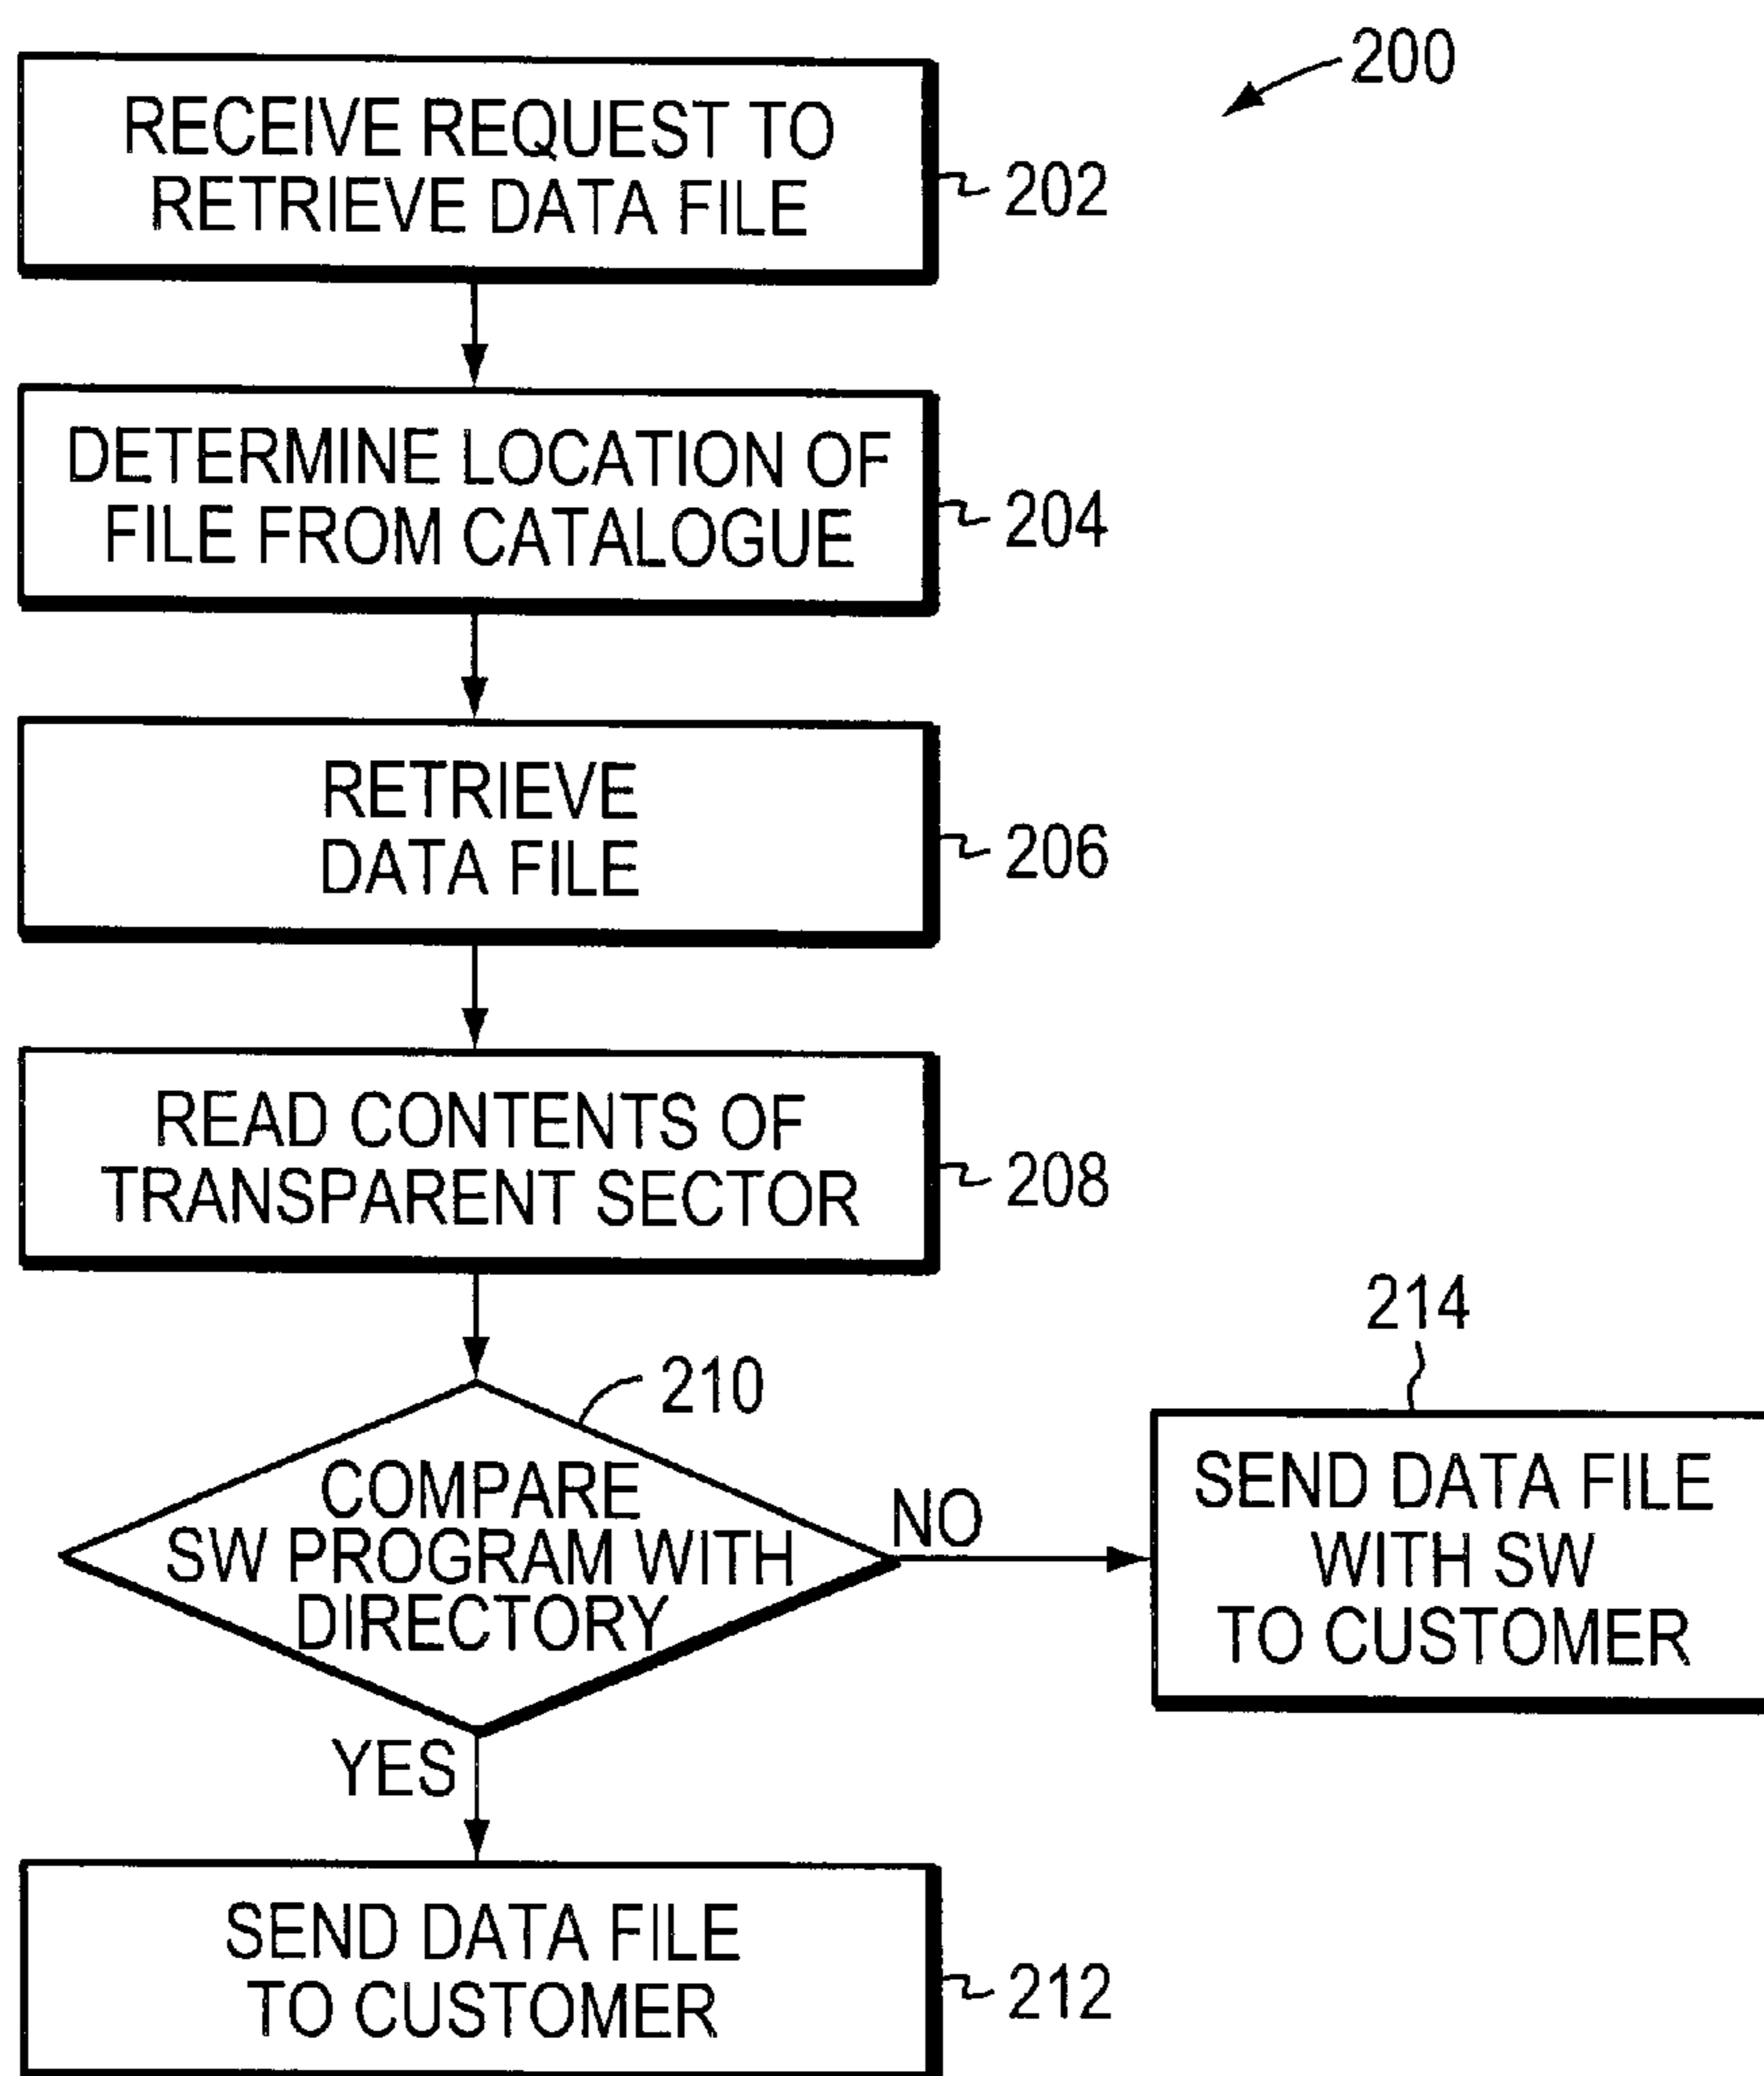 200
RECEIVE REQUEST TO
RETRIEVE DATA FILE
202
DETERMINE LOCATION OF
FILE FROM CATALOGUE
204
RETRIEVE
DATA FILE
206
READ CONTENTS OF
TRANSPARENT SECTOR
208
210
COMPARE
SW PROGRAM WITH
DIRECTORY
NO
214
SEND DATA FILE
WITH SW
TO CUSTOMER
YES
SEND DATA FILE
TO CUSTOMER
212